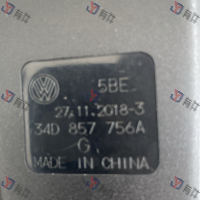 5BE
27.11.2018-3
34D 857 756A
G
MADE IN CHINA